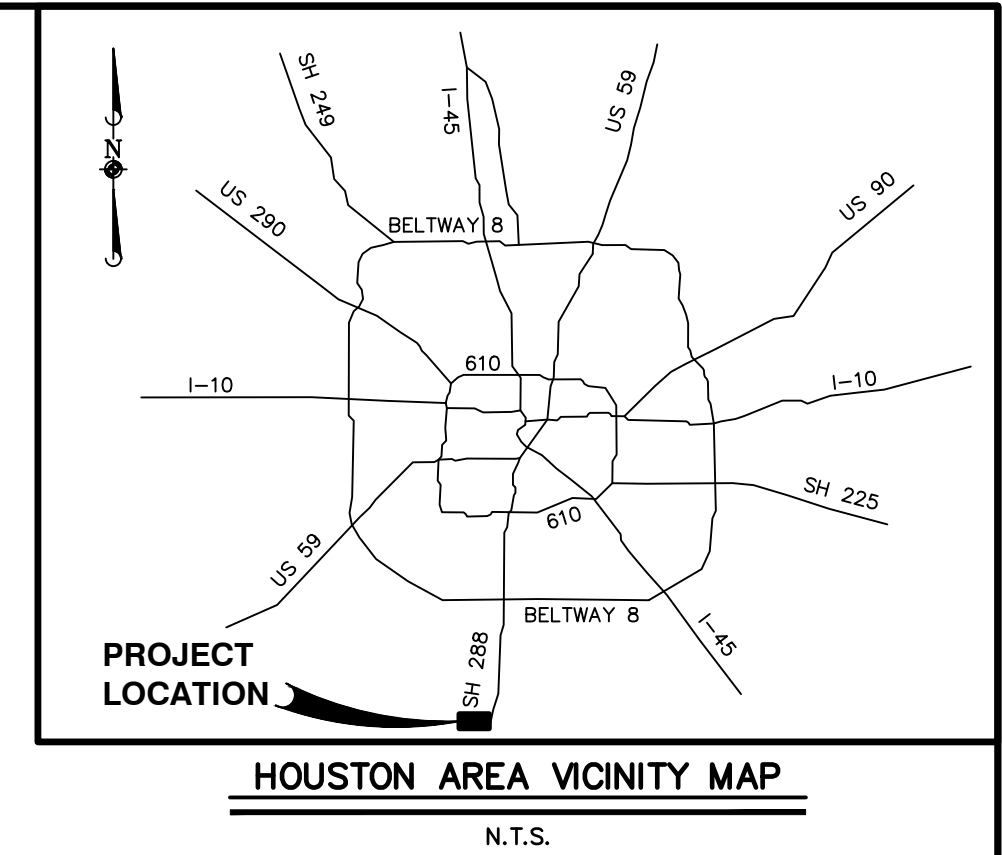 SH 249
I-45
US 59
N
US 290
US 90
BELTWAY 8
610
I-10
I-10
SH 225
610
US 59
BELTWAY 8
I-45
SH 288
PROJECT
LOCATION
HOUSTON AREA VICINITY MAP
N.T.S.